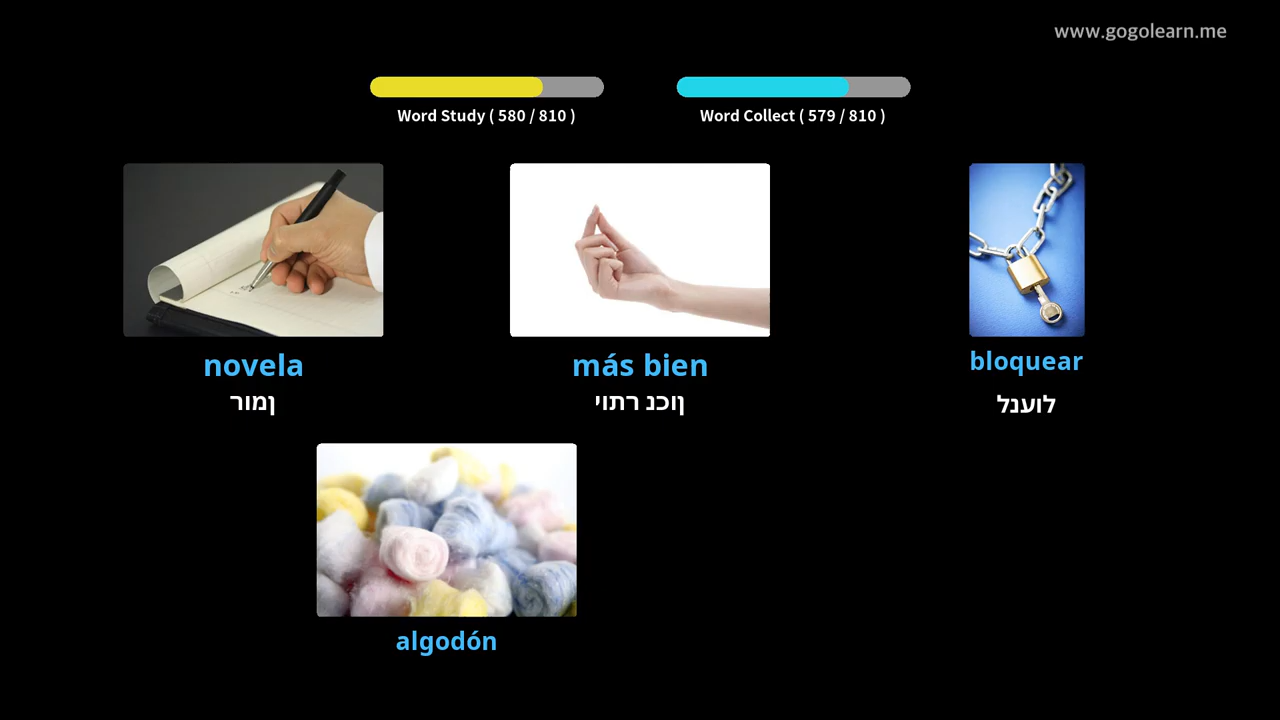 www.gogolearn.me
Word Study ( 580 / 810 )
Word Collect ( 579 / 810 )
novela
רומן
más bien
יותר נכון
bloquear
לנעול
algodón